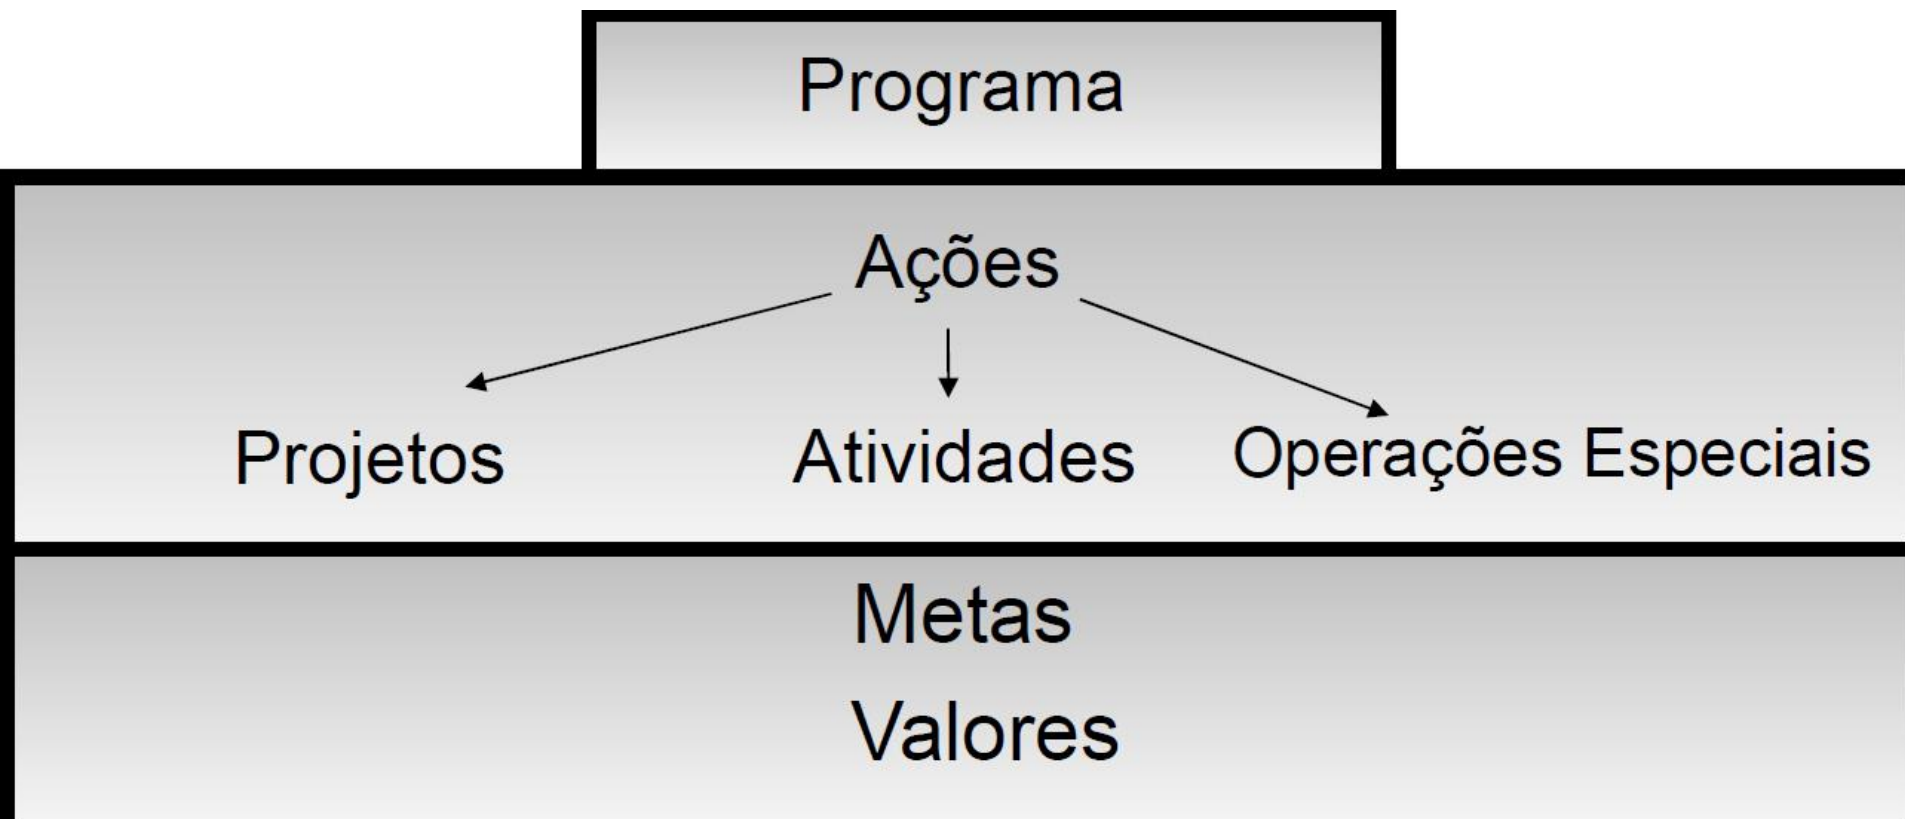 Programa
Ações
Projetos Atividades Operações Especiais
Metas
Valores